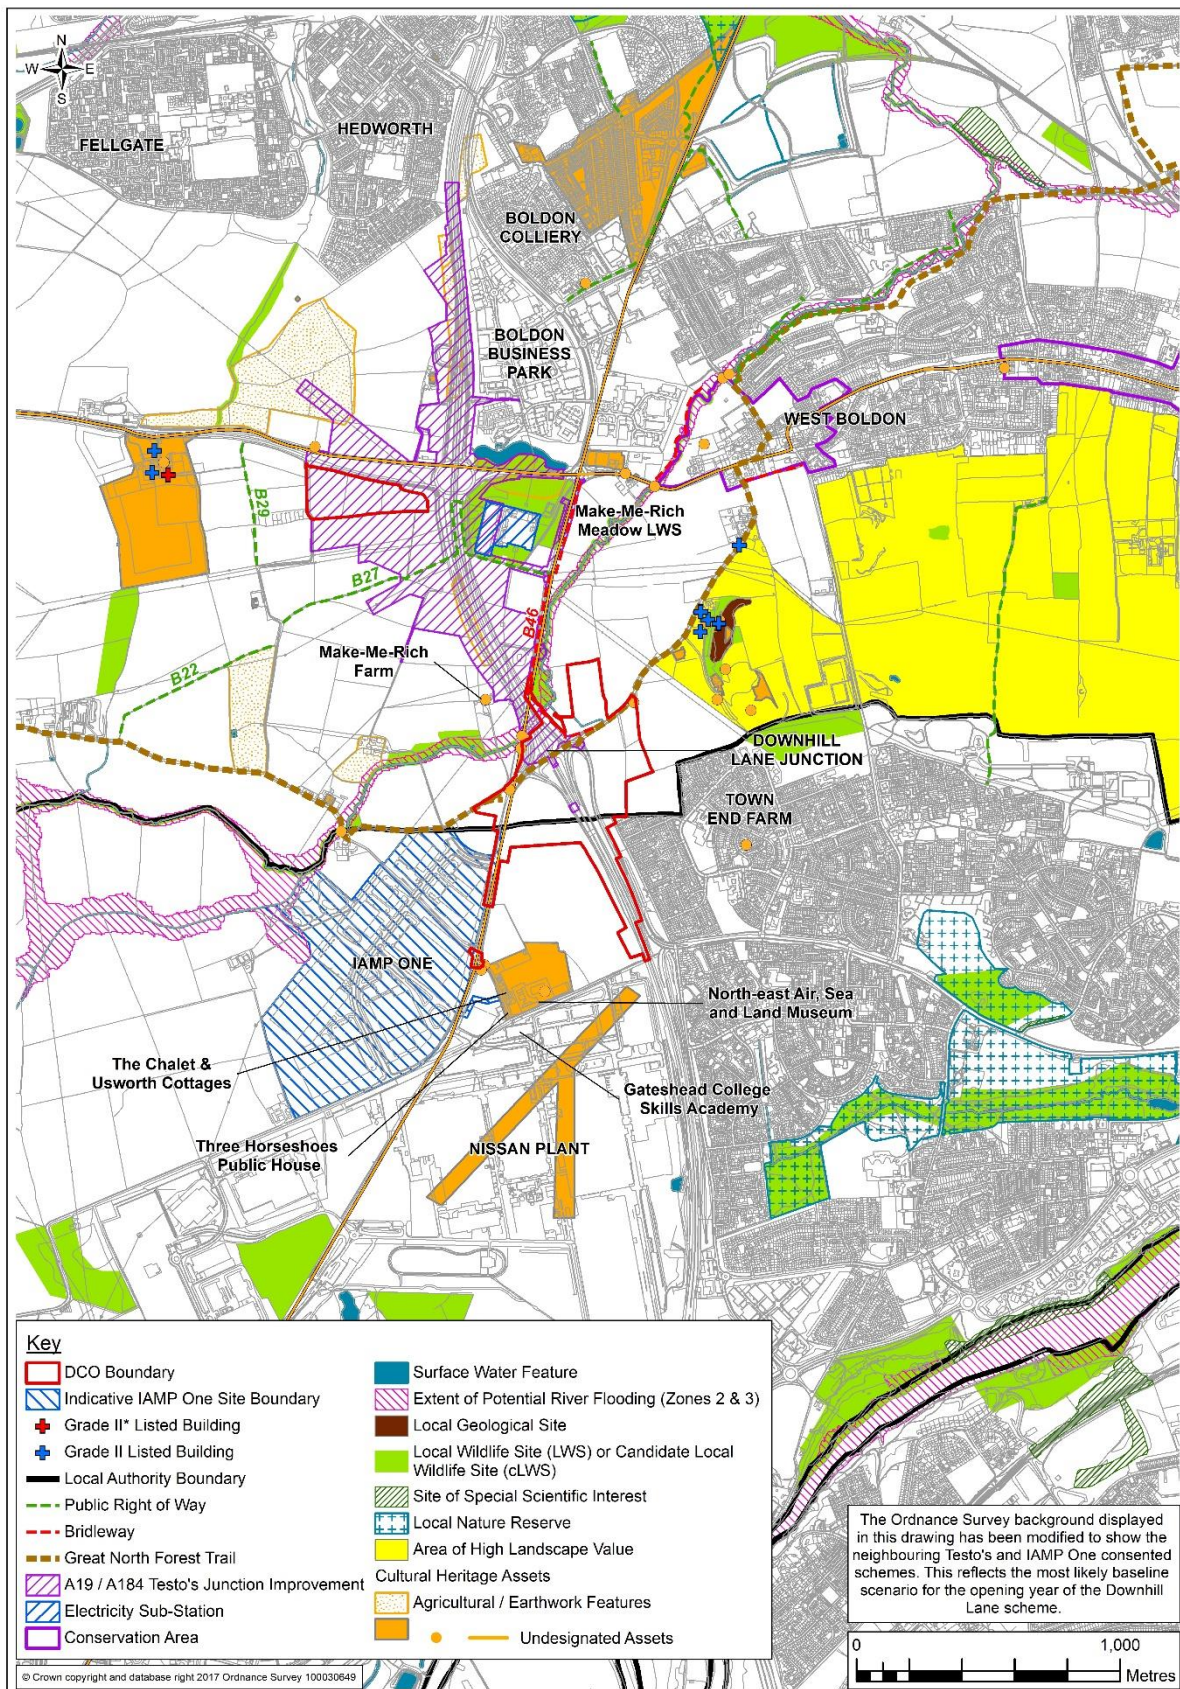 N
W E
S
FELLGATE
HEDWORTH
BOLDON
COLLIERY
BOLDON
BUSINESS
PARK
WEST BOLDON
Make-Me-Rich
Meadow LWS
B29
B27
B46
B22
Make-Me-Rich
Farm
DOWNHILL
LANE JUNCTION
TOWN
END FARM
IAMP ONE
North-east Air, Sea
and Land Museum
The Chalet &
Usworth Cottages
Gateshead College
Skills Academy
Three Horseshoes
Public House
NISSAN PLANT
Key
DCO Boundary
Indicative IAMP One Site Boundary
Grade II* Listed Building
Grade II Listed Building
Local Authority Boundary
Public Right of Way
Bridleway
Great North Forest Trail
A19 / A184 Testo's Junction Improvement
Electricity Sub-Station
Conservation Area
Surface Water Feature
Extent of Potential River Flooding (Zones 2 & 3)
Local Geological Site
Local Wildlife Site (LWS) or Candidate Local
Wildlife Site (cLWS)
Site of Special Scientific Interest
Local Nature Reserve
Area of High Landscape Value
Cultural Heritage Assets
Agricultural / Earthwork Features
Undesignated Assets
© Crown copyright and database right 2017 Ordnance Survey 100030649
The Ordnance Survey background displayed
in this drawing has been modified to show the
neighbouring Testo's and IAMP One consented
schemes. This reflects the most likely baseline
scenario for the opening year of the Downhill
Lane scheme.
0 1,000
Metres